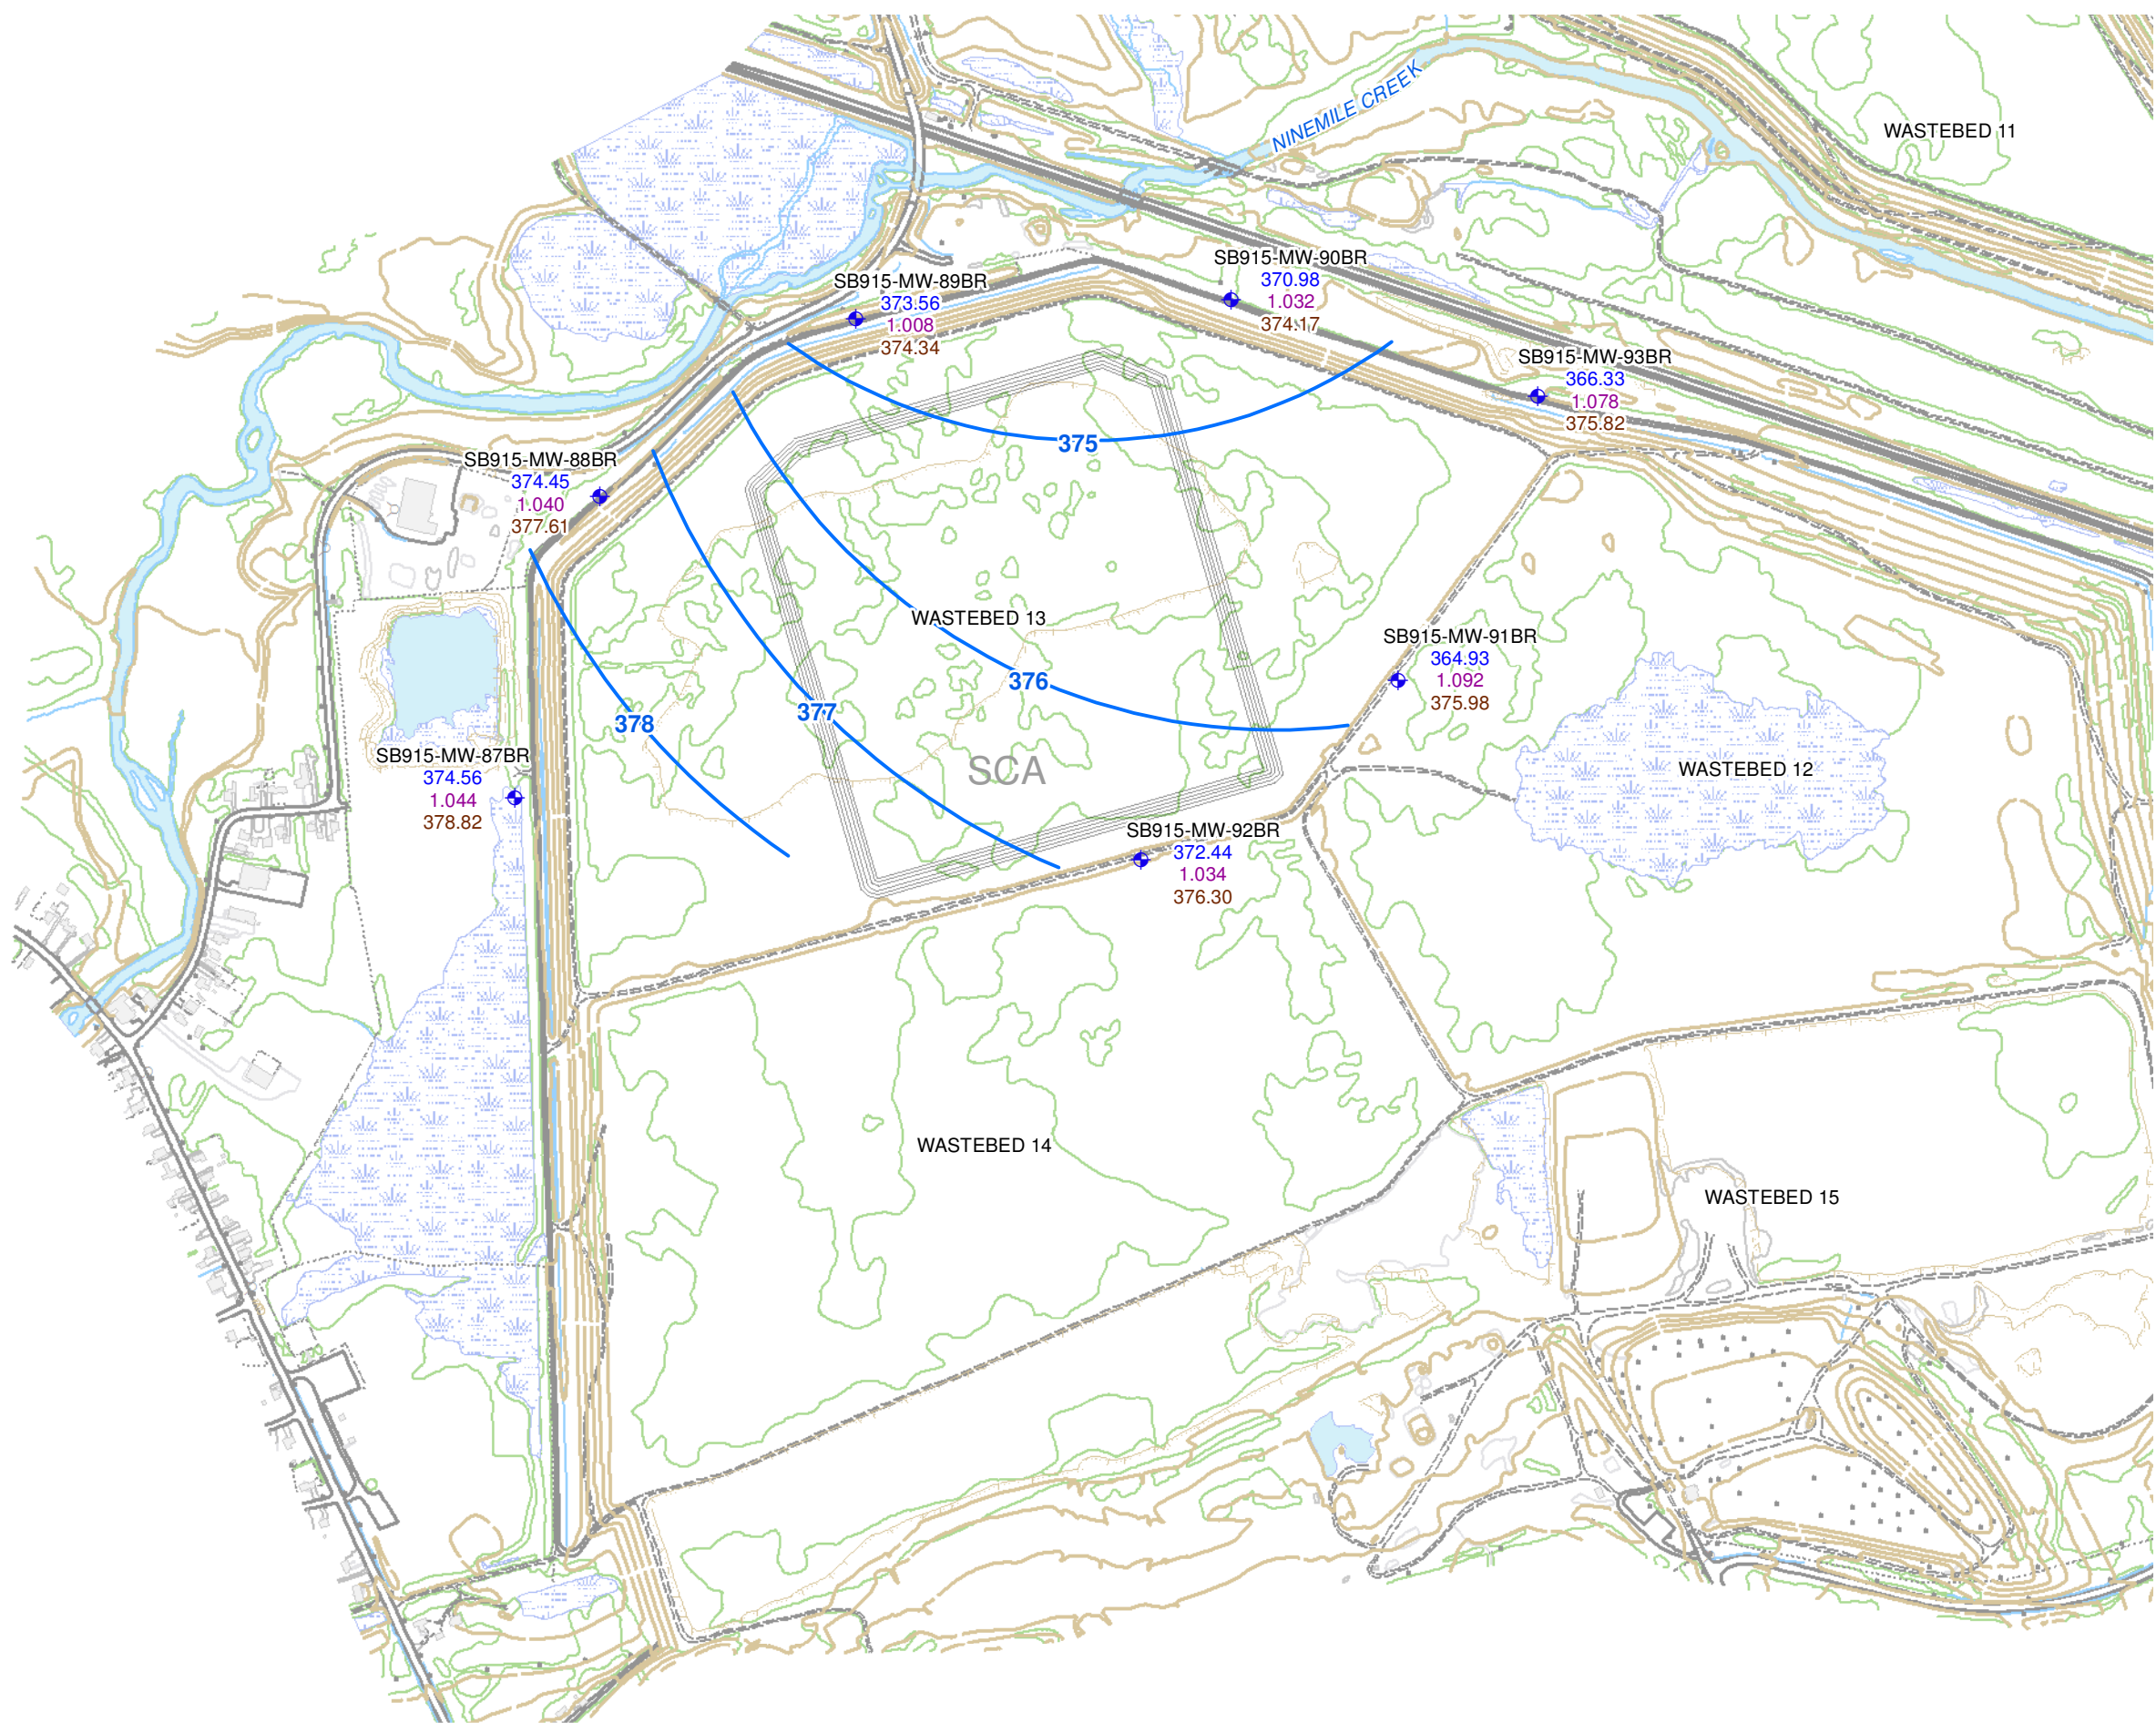 WASTEBED 11
NINEMILE CREEK
SB915-MW-90BR
370.98
1.032
374.17
SB915-MW-89BR
373.56
1.008
374.34
SB915-MW-93BR
366.33
1.078
375.82
375
SB915-MW-88BR
374.45
1.040
377.61
WASTEBED 13
SB915-MW-91BR
364.93
1.092
375.98
376
377
378
SB915-MW-87BR
374.56
1.044
378.82
SCA
WASTEBED 12
SB915-MW-92BR
372.44
1.034
376.30
WASTEBED 14
WASTEBED 15